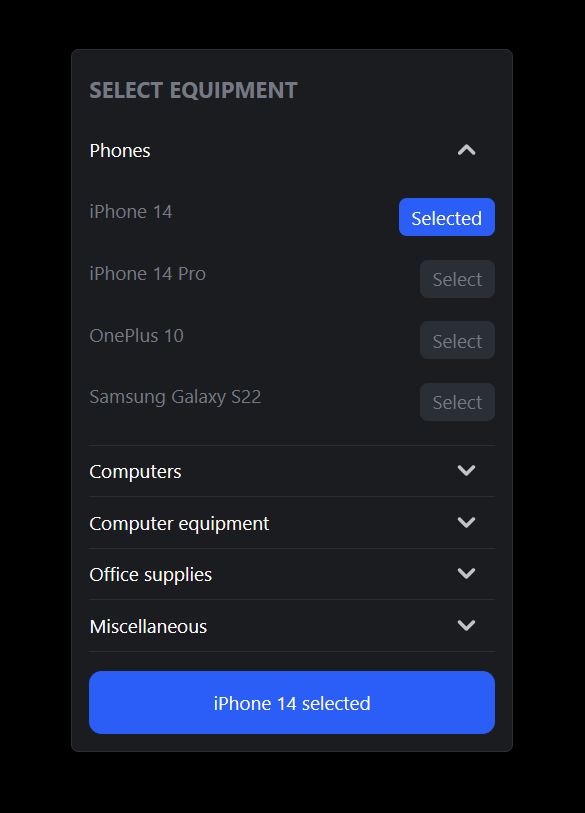 SELECT EQUIPMENT
Phones
iPhone 14 Selected
iPhone 14 Pro Select
OnePlus 10 Select
Samsung Galaxy S22 Select
Computers
Computer equipment
Office supplies
Miscellaneous
iPhone 14 selected